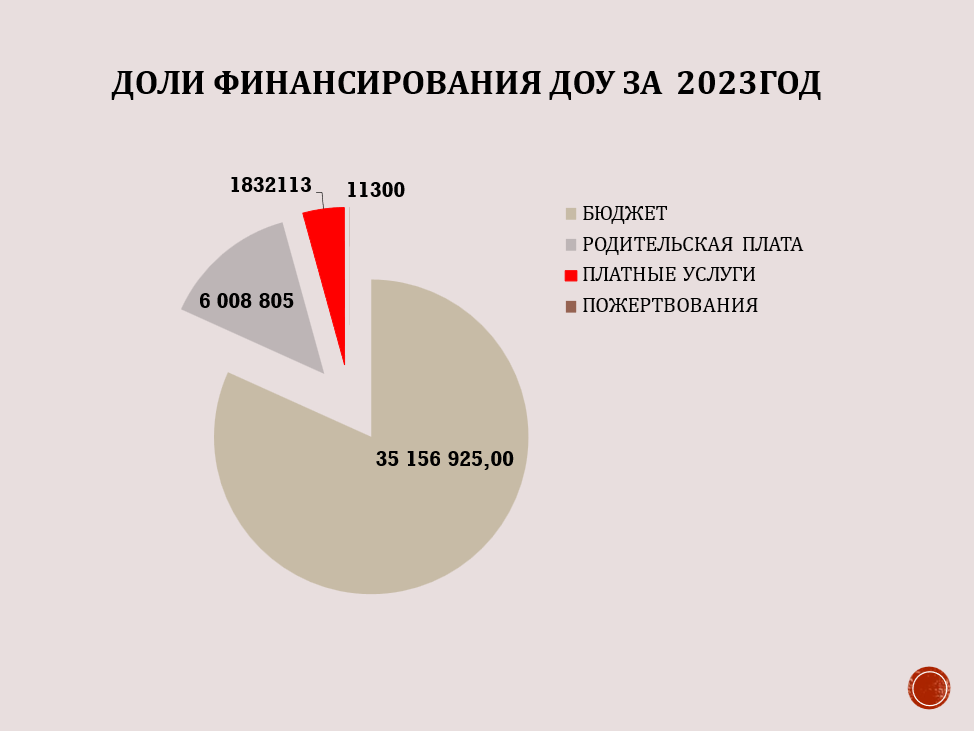 ДОЛИ ФИНАНСИРОВАНИЯ ДОУ ЗА 2023ГОД
1832113
11300
6 008 805
35 156 925,00
БЮДЖЕТ
РОДИТЕЛЬСКАЯ ПЛАТА
ПЛАТНЫЕ УСЛУГИ
ПОЖЕРТВОВАНИЯ